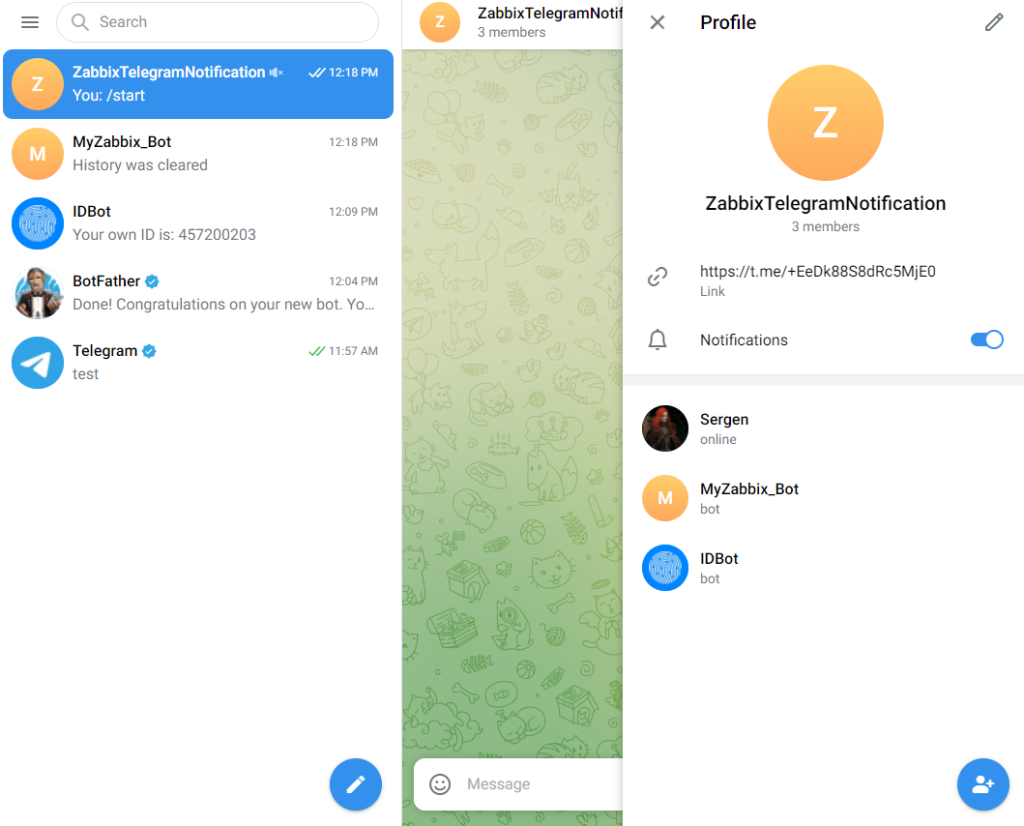 Search
Z
ZabbixTelegramNotification
12:18 PM
You: /start
M
MyZabbix_Bot
12:18 PM
History was cleared
IDBot
12:09 PM
Your own ID is: 457200203
BotFather
12:04 PM
Done! Congratulations on your new bot. Yo...
Telegram
11:57 AM
test
Z
ZabbixTelegramNotif
3 members
Message
Profile
Z
ZabbixTelegramNotification
3 members
https://t.me/+EeDk88S8dRc5MjE0
Link
Notifications
Sergen
online
M
MyZabbix_Bot
bot
IDBot
bot